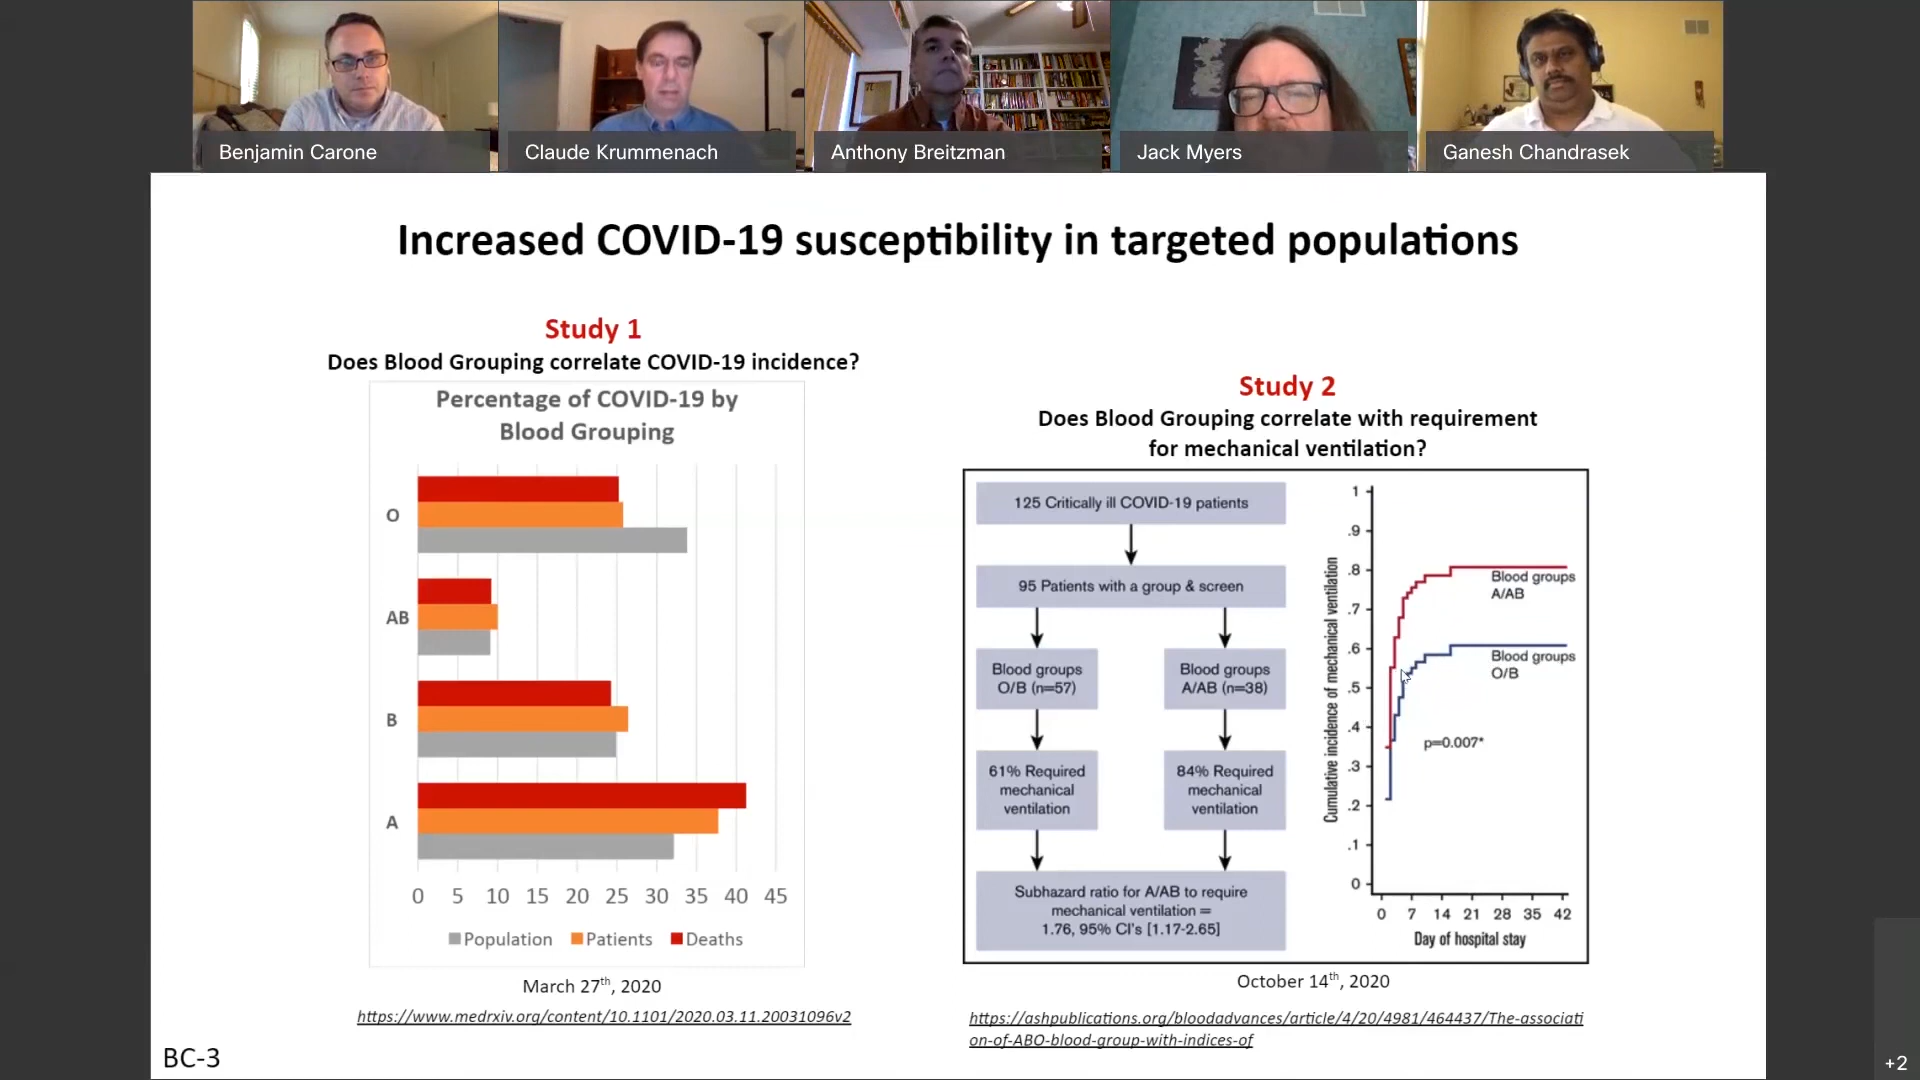 Benjamin Carone
Claude Krummenach
Anthony Breitzman
Jack Myers
Ganesh Chandrasek
Increased COVID-19 susceptibility in targeted populations
Study 1
Does Blood Grouping correlate COVID-19 incidence?
Percentage of COVID-19 by
Blood Grouping
O
AB
B
A
0 5 10 15 20 25 30 35 40 45
Population Patients Deaths
March 27th, 2020
https://www.medrxiv.org/content/10.1101/2020.03.11.20031096v2
Study 2
Does Blood Grouping correlate with requirement
for mechanical ventilation?
125 Critically ill COVID-19 patients
95 Patients with a group & screen
Blood groups
O/B (n=57)
Blood groups
A/AB (n=38)
61% Required
mechanical
ventilation
84% Required
mechanical
ventilation
Subhazard ratio for A/AB to require
mechanical ventilation =
1.76, 95% CI's [1.17-2.65]
Cumulative incidence of mechanical ventilation
1
.9
.8
.7
.6
.5
.4
.3
.2
.1
0
Blood groups
A/AB
Blood groups
O/B
p=0.007*
0 7 14 21 28 35 42
Day of hospital stay
October 14th, 2020
https://ashpublications.org/bloodadvances/article/4/20/4981/464437/The-associati
on-of-ABO-blood-group-with-indices-of
BC-3
+2